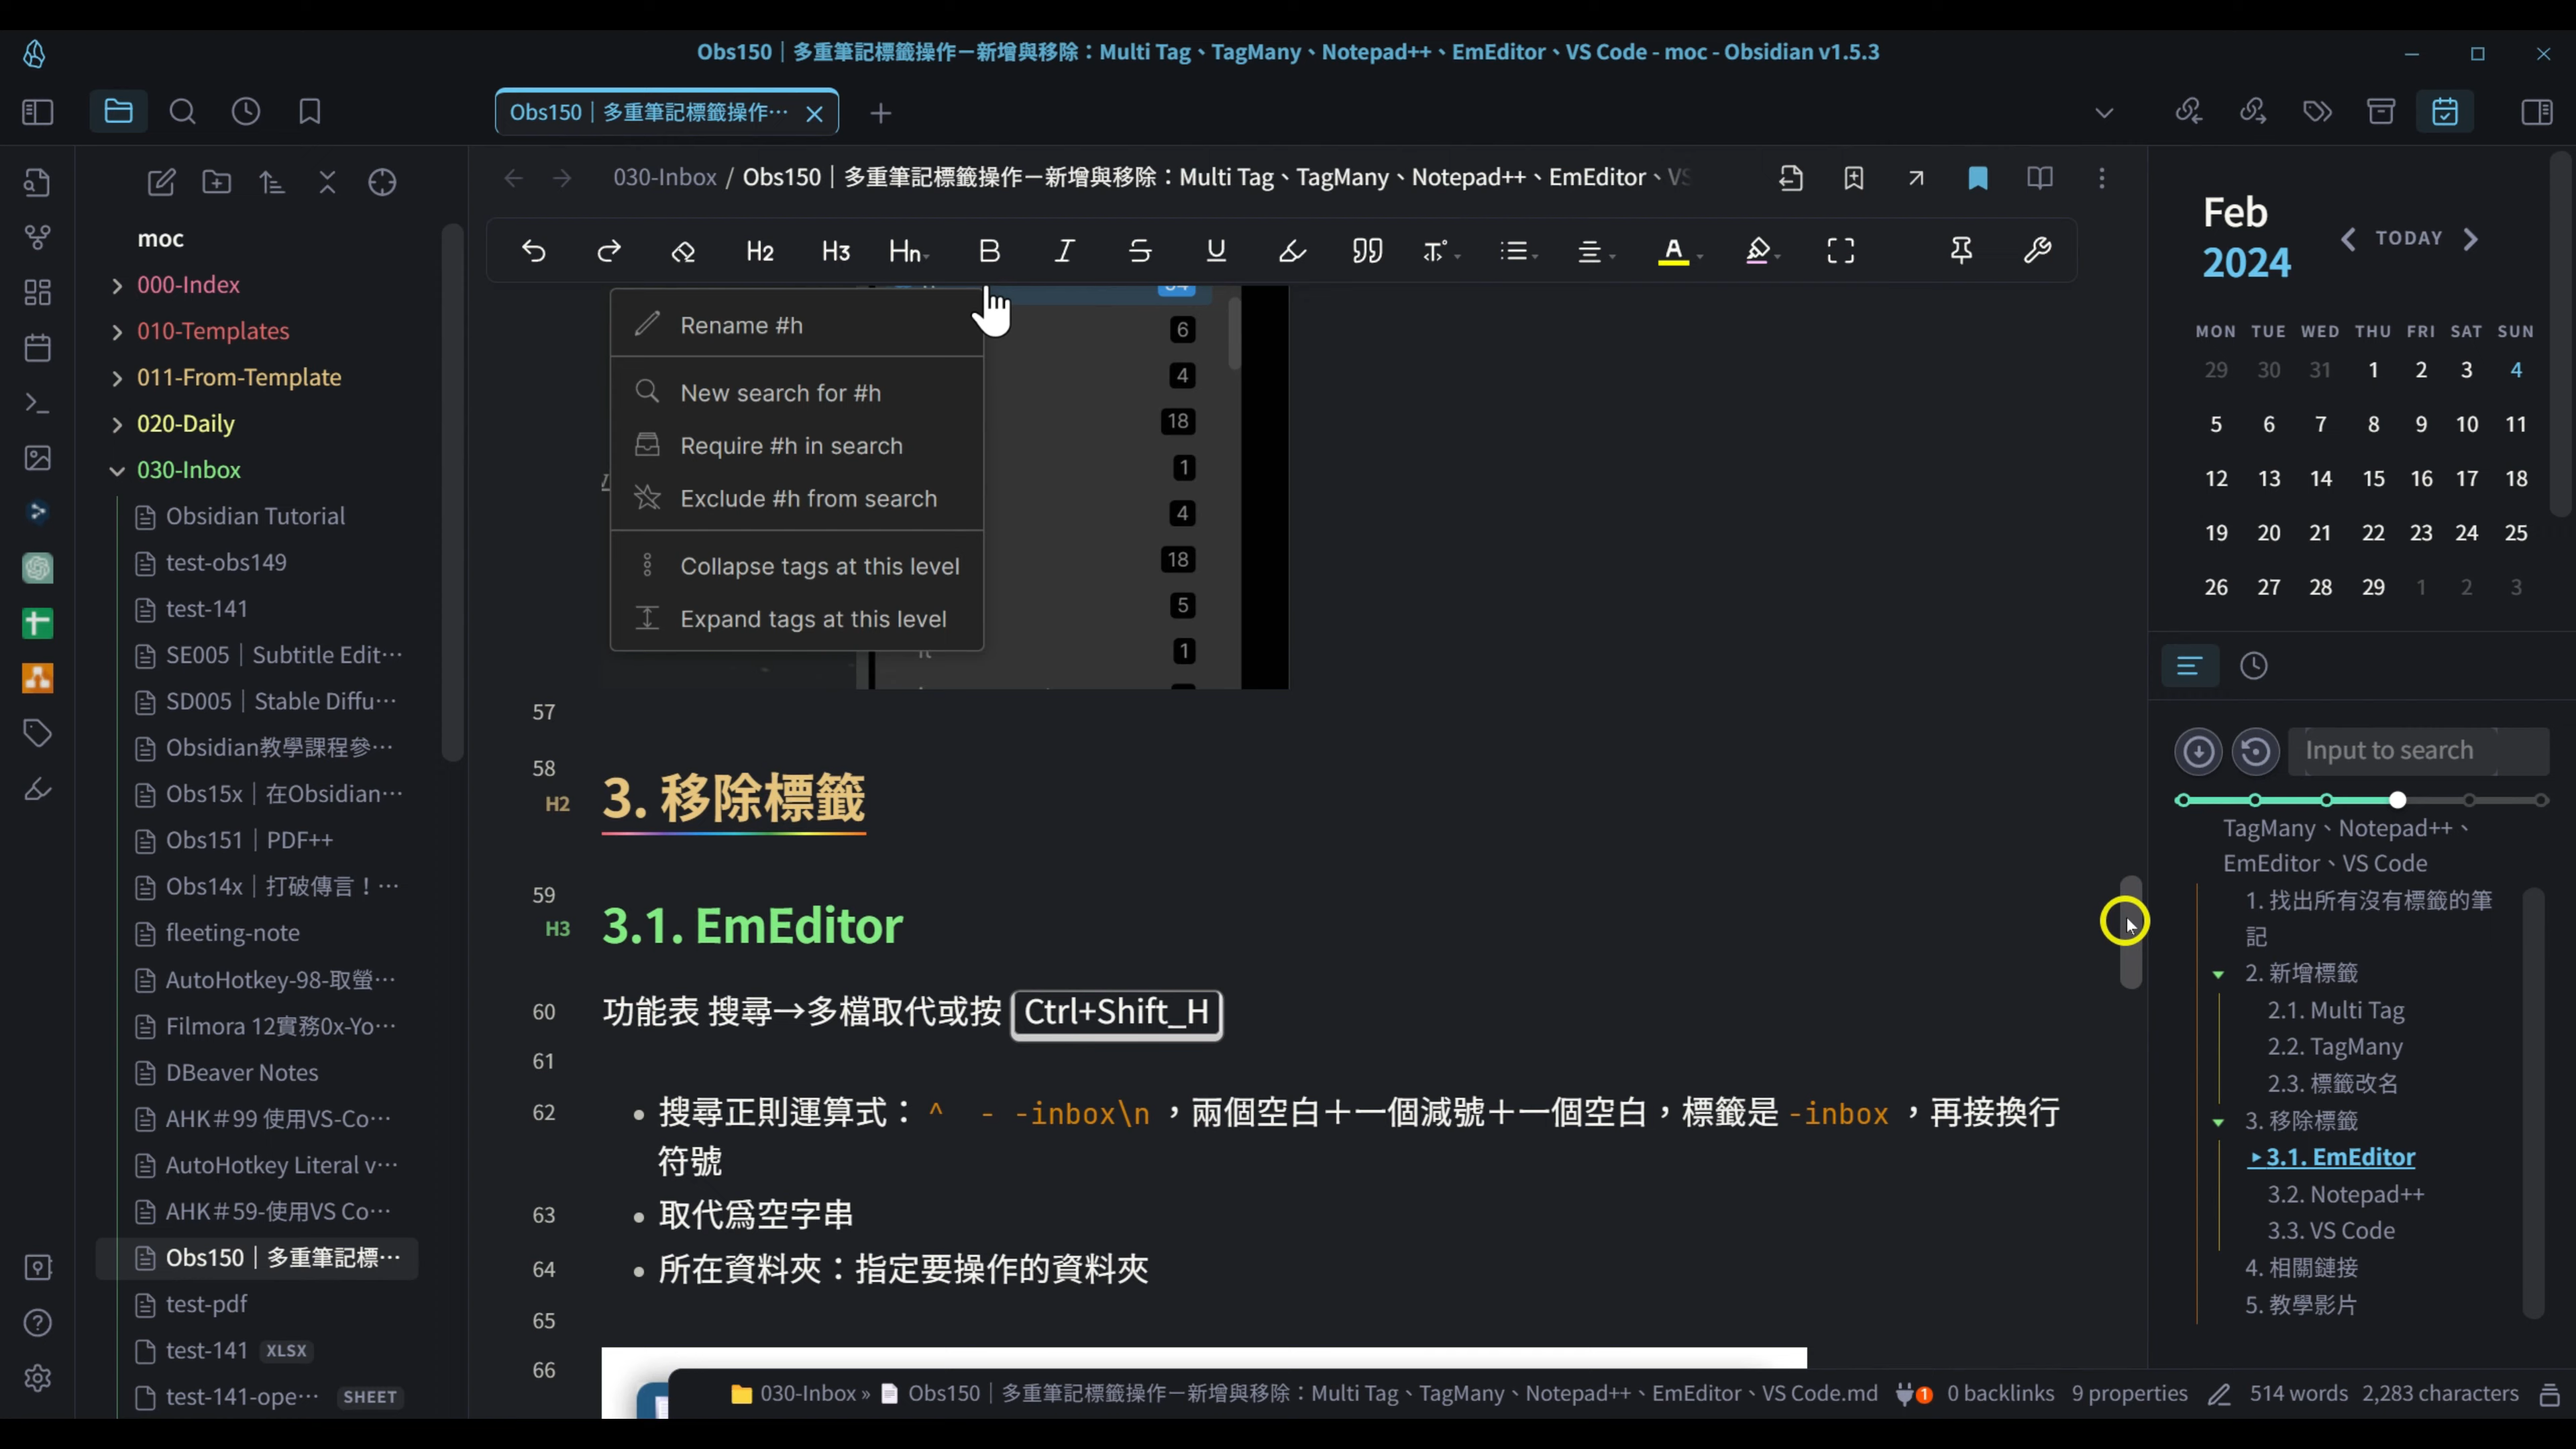 Obs150｜多重筆記標籤操作－新增與移除：Multi Tag、TagMany、Notepad++、EmEditor、VS Code - moc - Obsidian v1.5.3
Obs150｜多重筆記標籤操作…
moc
000-Index
010-Templates
011-From-Template
020-Daily
030-Inbox
Obsidian Tutorial
test-obs149
test-141
SE005｜Subtitle Edit…
SD005｜Stable Diffu…
Obsidian教學課程參…
Obs15x｜在Obsidian…
Obs151｜PDF++
Obs14x｜打破傳言！…
fleeting-note
AutoHotkey-98-取螢…
Filmora 12實務0x-Yo…
DBeaver Notes
AHK＃99 使用VS-Co…
AutoHotkey Literal v…
AHK＃59-使用VS Co…
Obs150｜多重筆記標…
test-pdf
test-141 XLSX
test-141-ope… SHEET
030-Inbox / Obs150｜多重筆記標籤操作－新增與移除：Multi Tag、TagMany、Notepad++、EmEditor、VS
H2 H3 Hn B I S U A
Rename #h
New search for #h
Require #h in search
Exclude #h from search
Collapse tags at this level
Expand tags at this level
6
4
18
1
4
18
5
1
57
58
H2 3. 移除標籤
59
H3 3.1. EmEditor
60 功能表 搜尋→多檔取代或按 Ctrl+Shift_H
61
62 • 搜尋正則運算式： ^  - -inbox\n ，兩個空白＋一個減號＋一個空白，標籤是 -inbox ，再接換行
符號
63 • 取代爲空字串
64 • 所在資料夾：指定要操作的資料夾
65
66
030-Inbox » Obs150｜多重筆記標籤操作－新增與移除：Multi Tag、TagMany、Notepad++、EmEditor、VS Code.md 1 0 backlinks 9 properties 514 words 2,283 characters
Feb
2024
TODAY
MON TUE WED THU FRI SAT SUN
29 30 31 1 2 3 4
5 6 7 8 9 10 11
12 13 14 15 16 17 18
19 20 21 22 23 24 25
26 27 28 29 1 2 3
Input to search
TagMany、Notepad++、
EmEditor、VS Code
1. 找出所有沒有標籤的筆
記
2. 新增標籤
2.1. Multi Tag
2.2. TagMany
2.3. 標籤改名
3. 移除標籤
3.1. EmEditor
3.2. Notepad++
3.3. VS Code
4. 相關鏈接
5. 教學影片